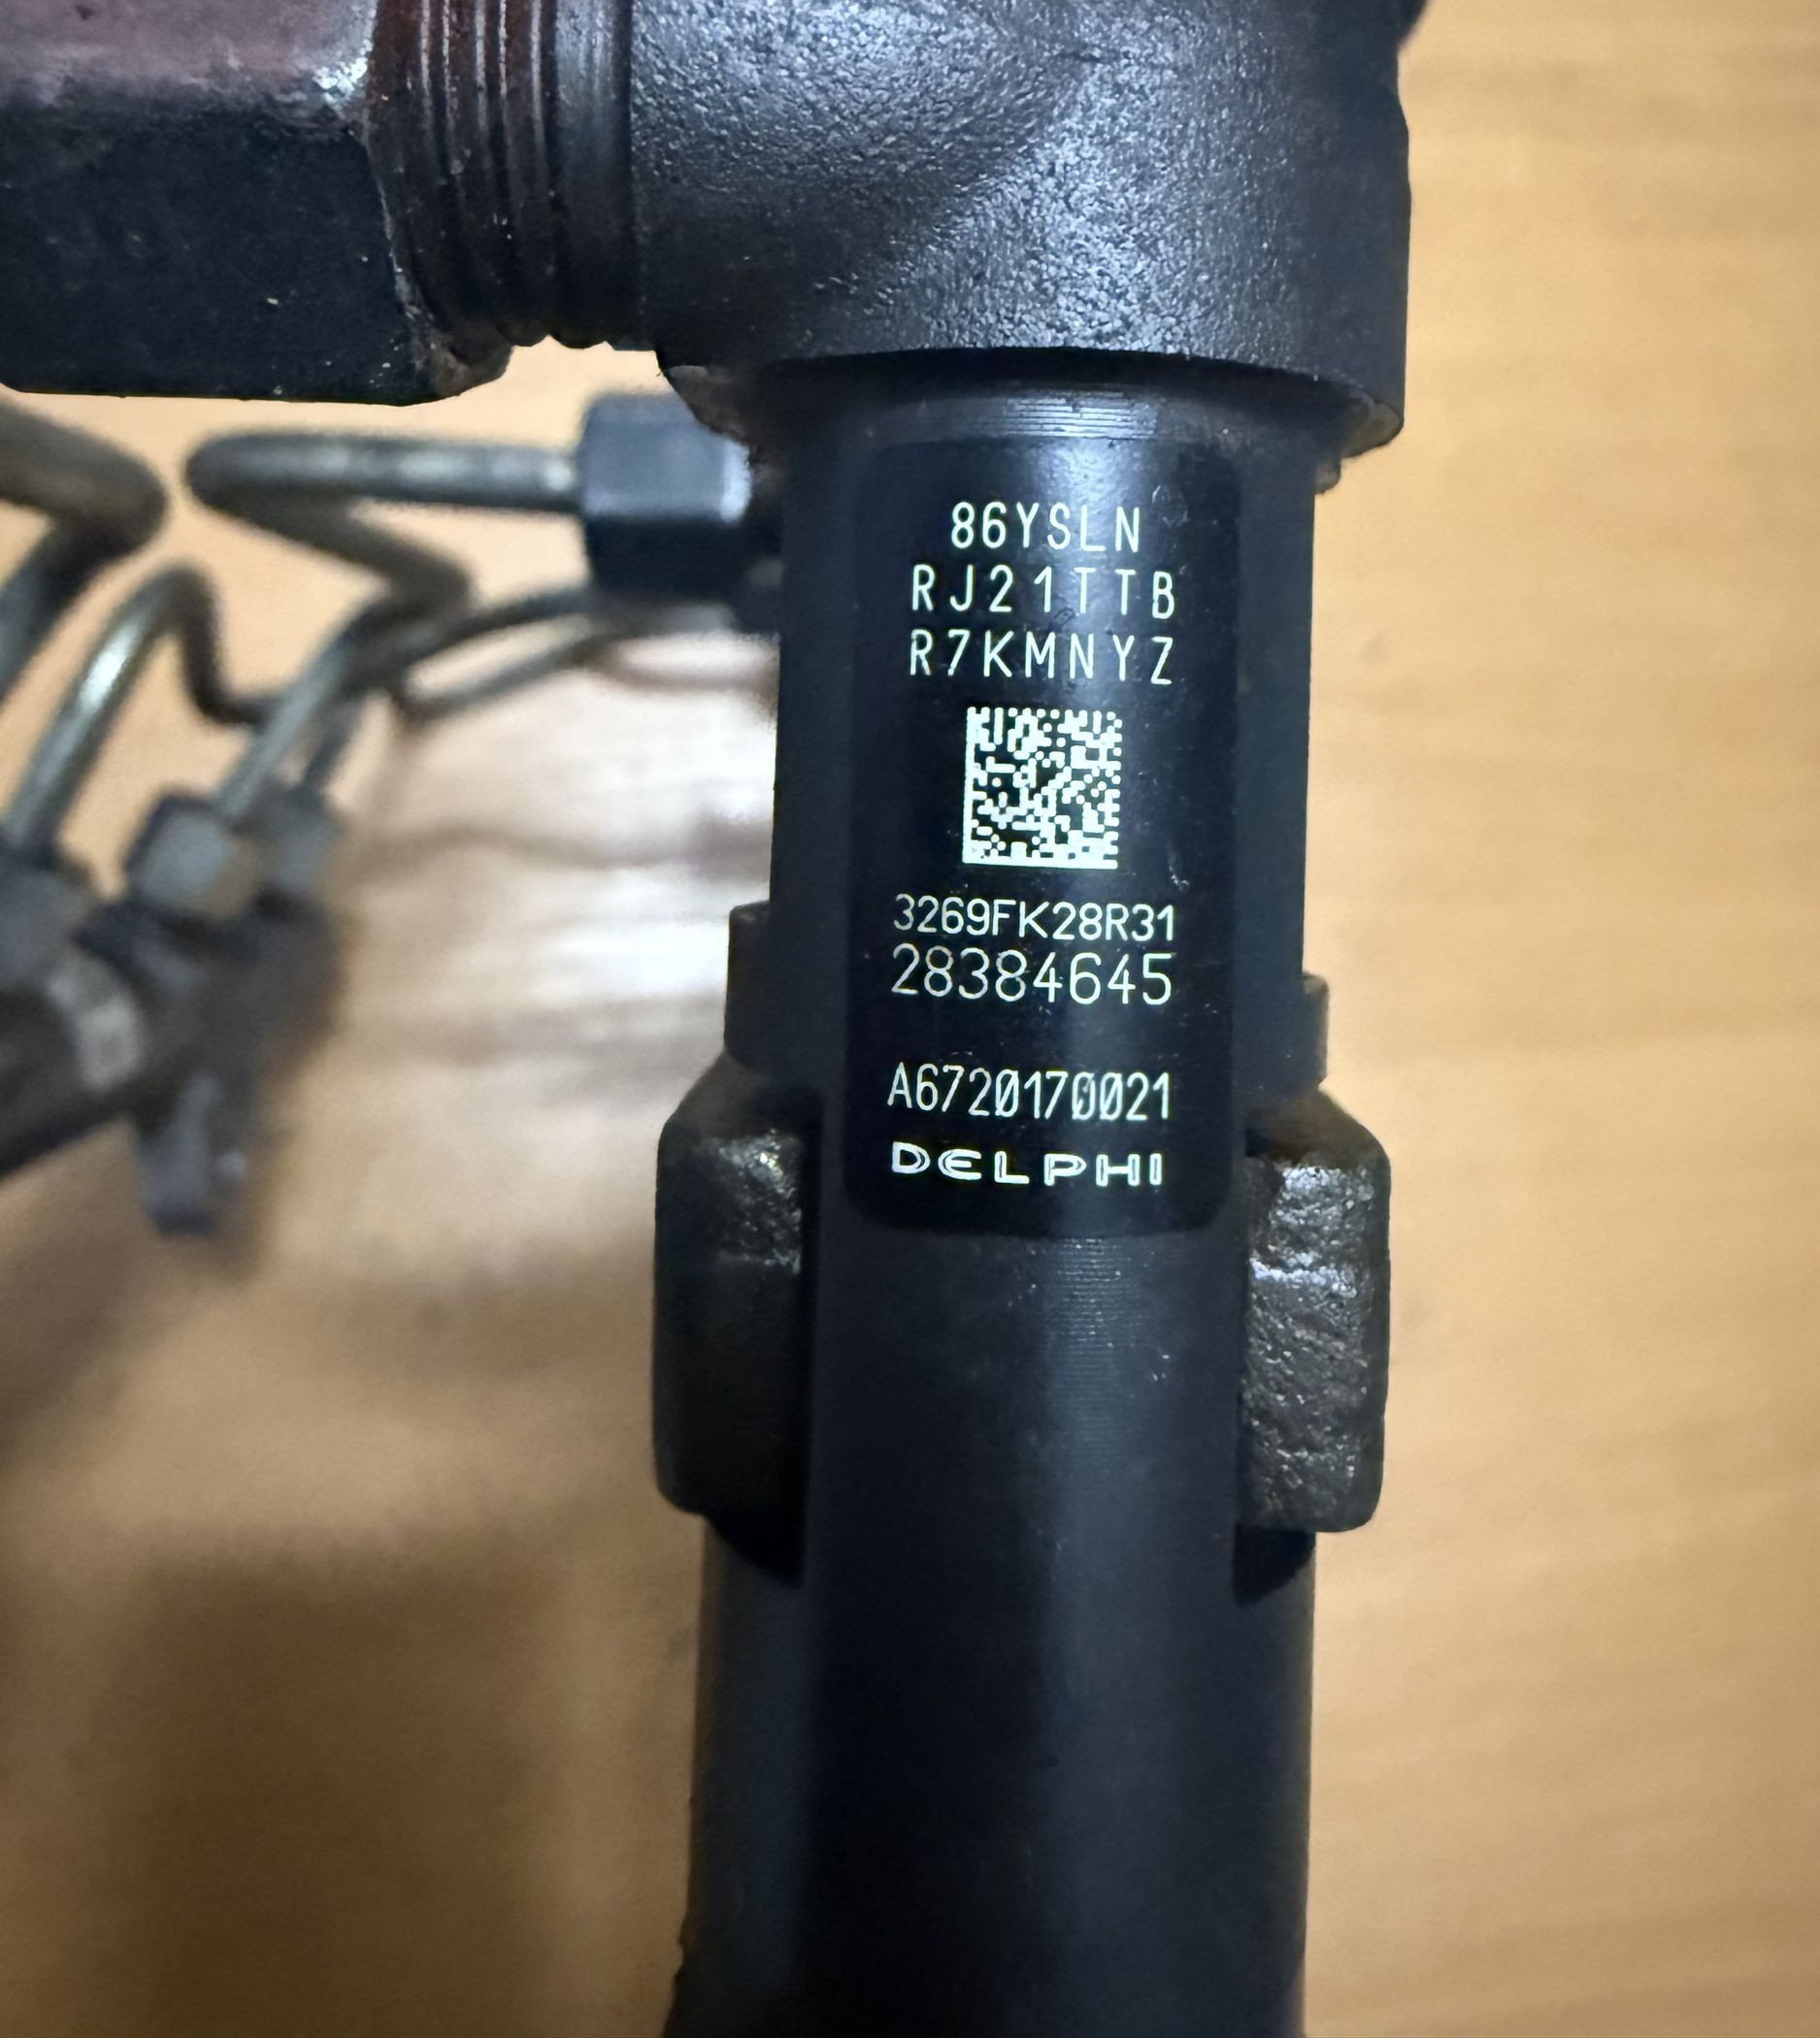 86YSLN
RJ21TTB
R7KMNYZ
3269FK28R31
28384645
A6720170021
DELPHI